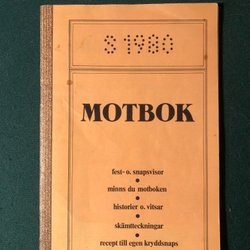 S 1980
MOTBOK
fest- o. snapsvisor
minns du motboken
historier o. vitsar
skämtteckningar
recept till egen kryddsnaps